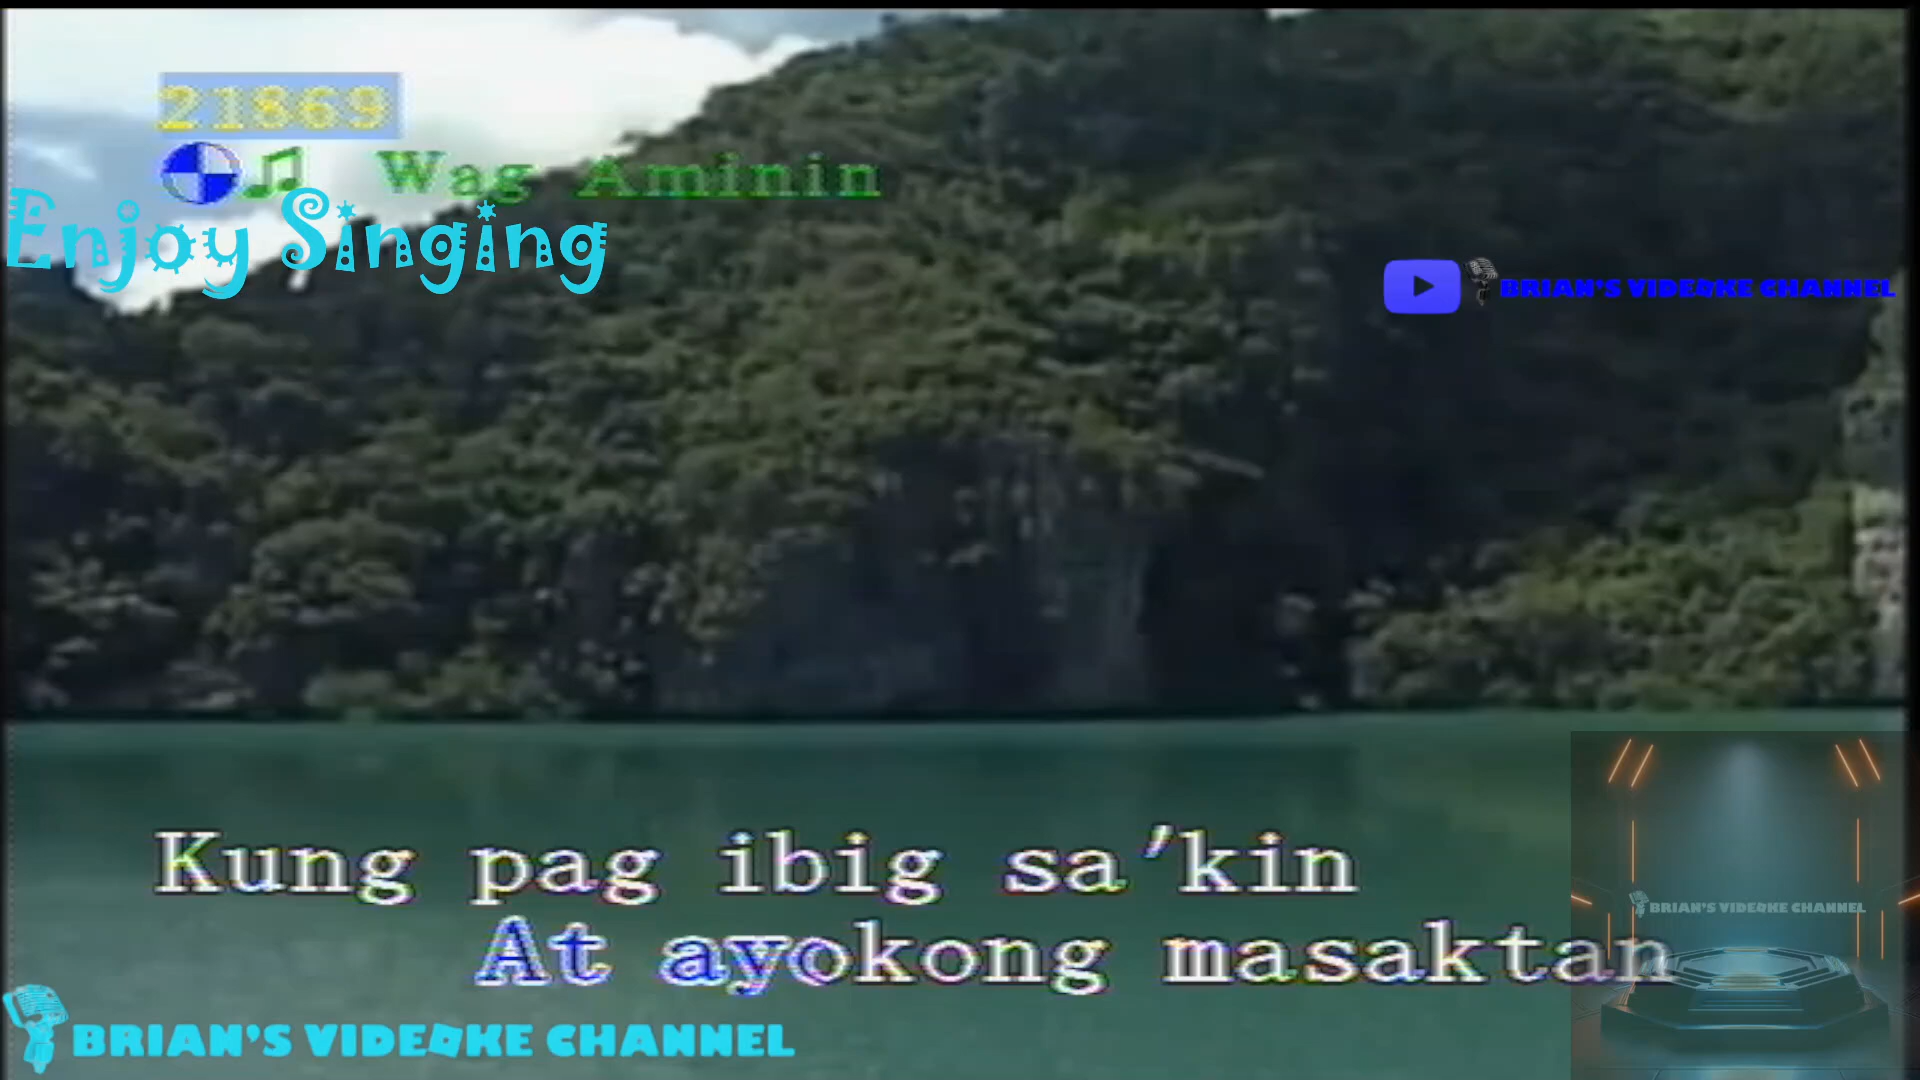 21869
Wag Aminin
Enjoy Singing
BRIAN'S VIDEOKE CHANNEL
Kung pag ibig sa'kin
At ayokong masaktan
BRIAN'S VIDEOKE CHANNEL
BRIAN'S VIDEOKE CHANNEL